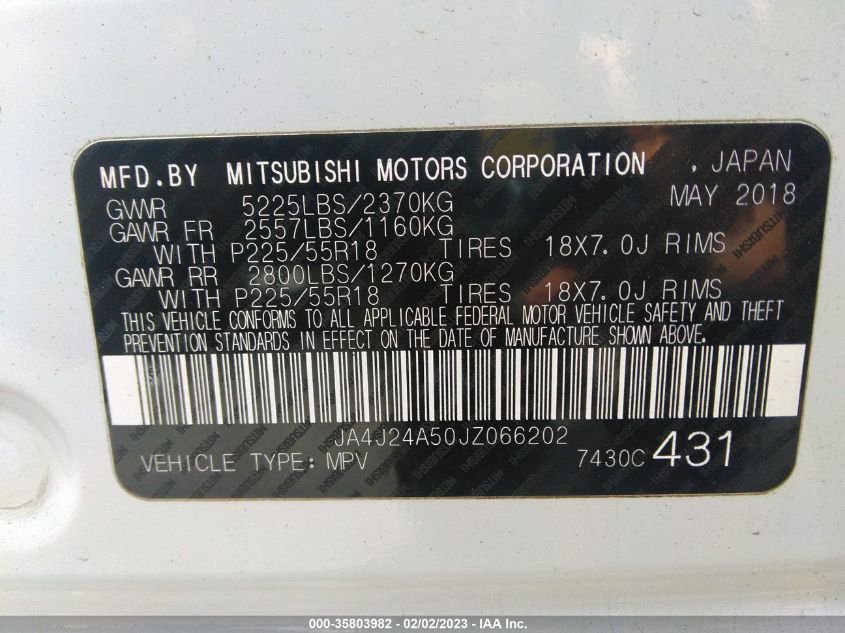 MFD.BY MITSUBISHI MOTORS CORPORATION , JAPAN
GVWR 5225LBS/2370KG MAY 2018
GAWR FR 2557LBS/1160KG
WITH P225/55R18 TIRES 18X7.0J RIMS
GAWR RR 2800LBS/1270KG
WITH P225/55R18 TIRES 18X7.0J RIMS
THIS VEHICLE CONFORMS TO ALL APPLICABLE FEDERAL MOTOR VEHICLE SAFETY AND THEFT
PREVENTION STANDARDS IN EFFECT ON THE DATE OF MANUFACTURE SHOWN ABOVE.
JA4J24A50JZ066202
VEHICLE TYPE: MPV 7430C 431
000-35803982 / 02/02/2023 - IAA Inc.